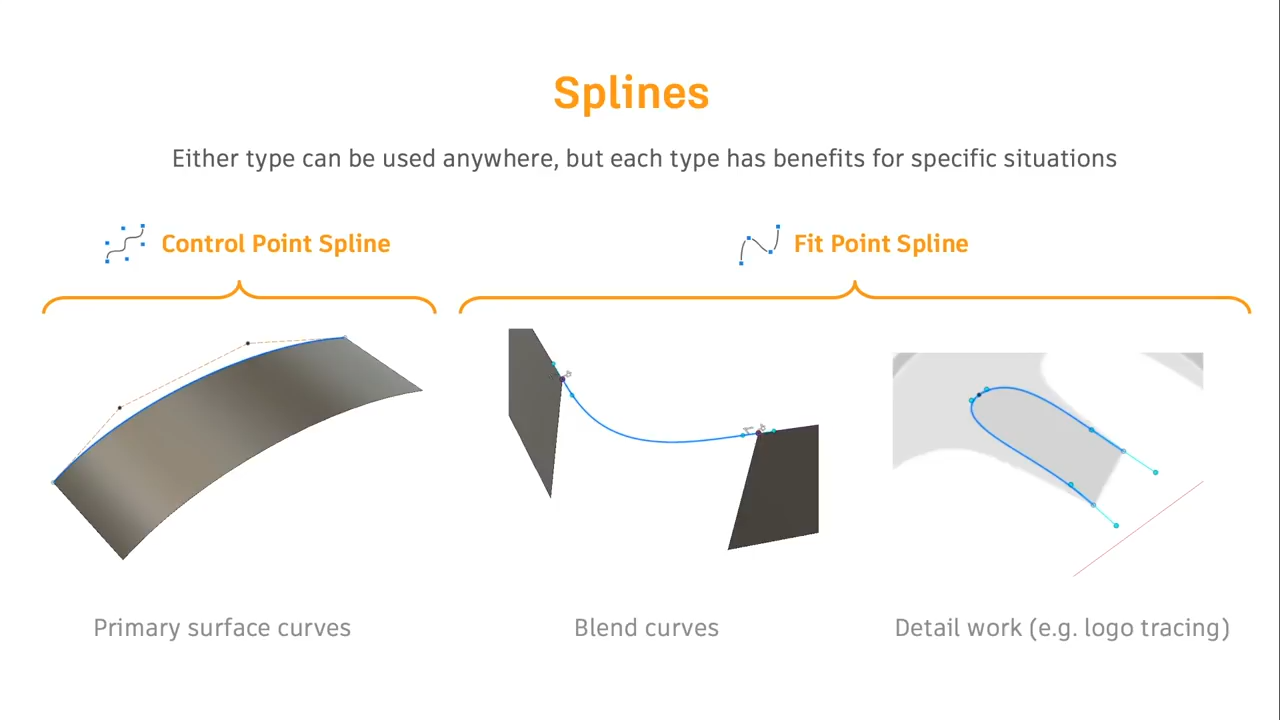 Splines
Either type can be used anywhere, but each type has benefits for specific situations
Control Point Spline
Fit Point Spline
Primary surface curves
Blend curves
Detail work (e.g. logo tracing)